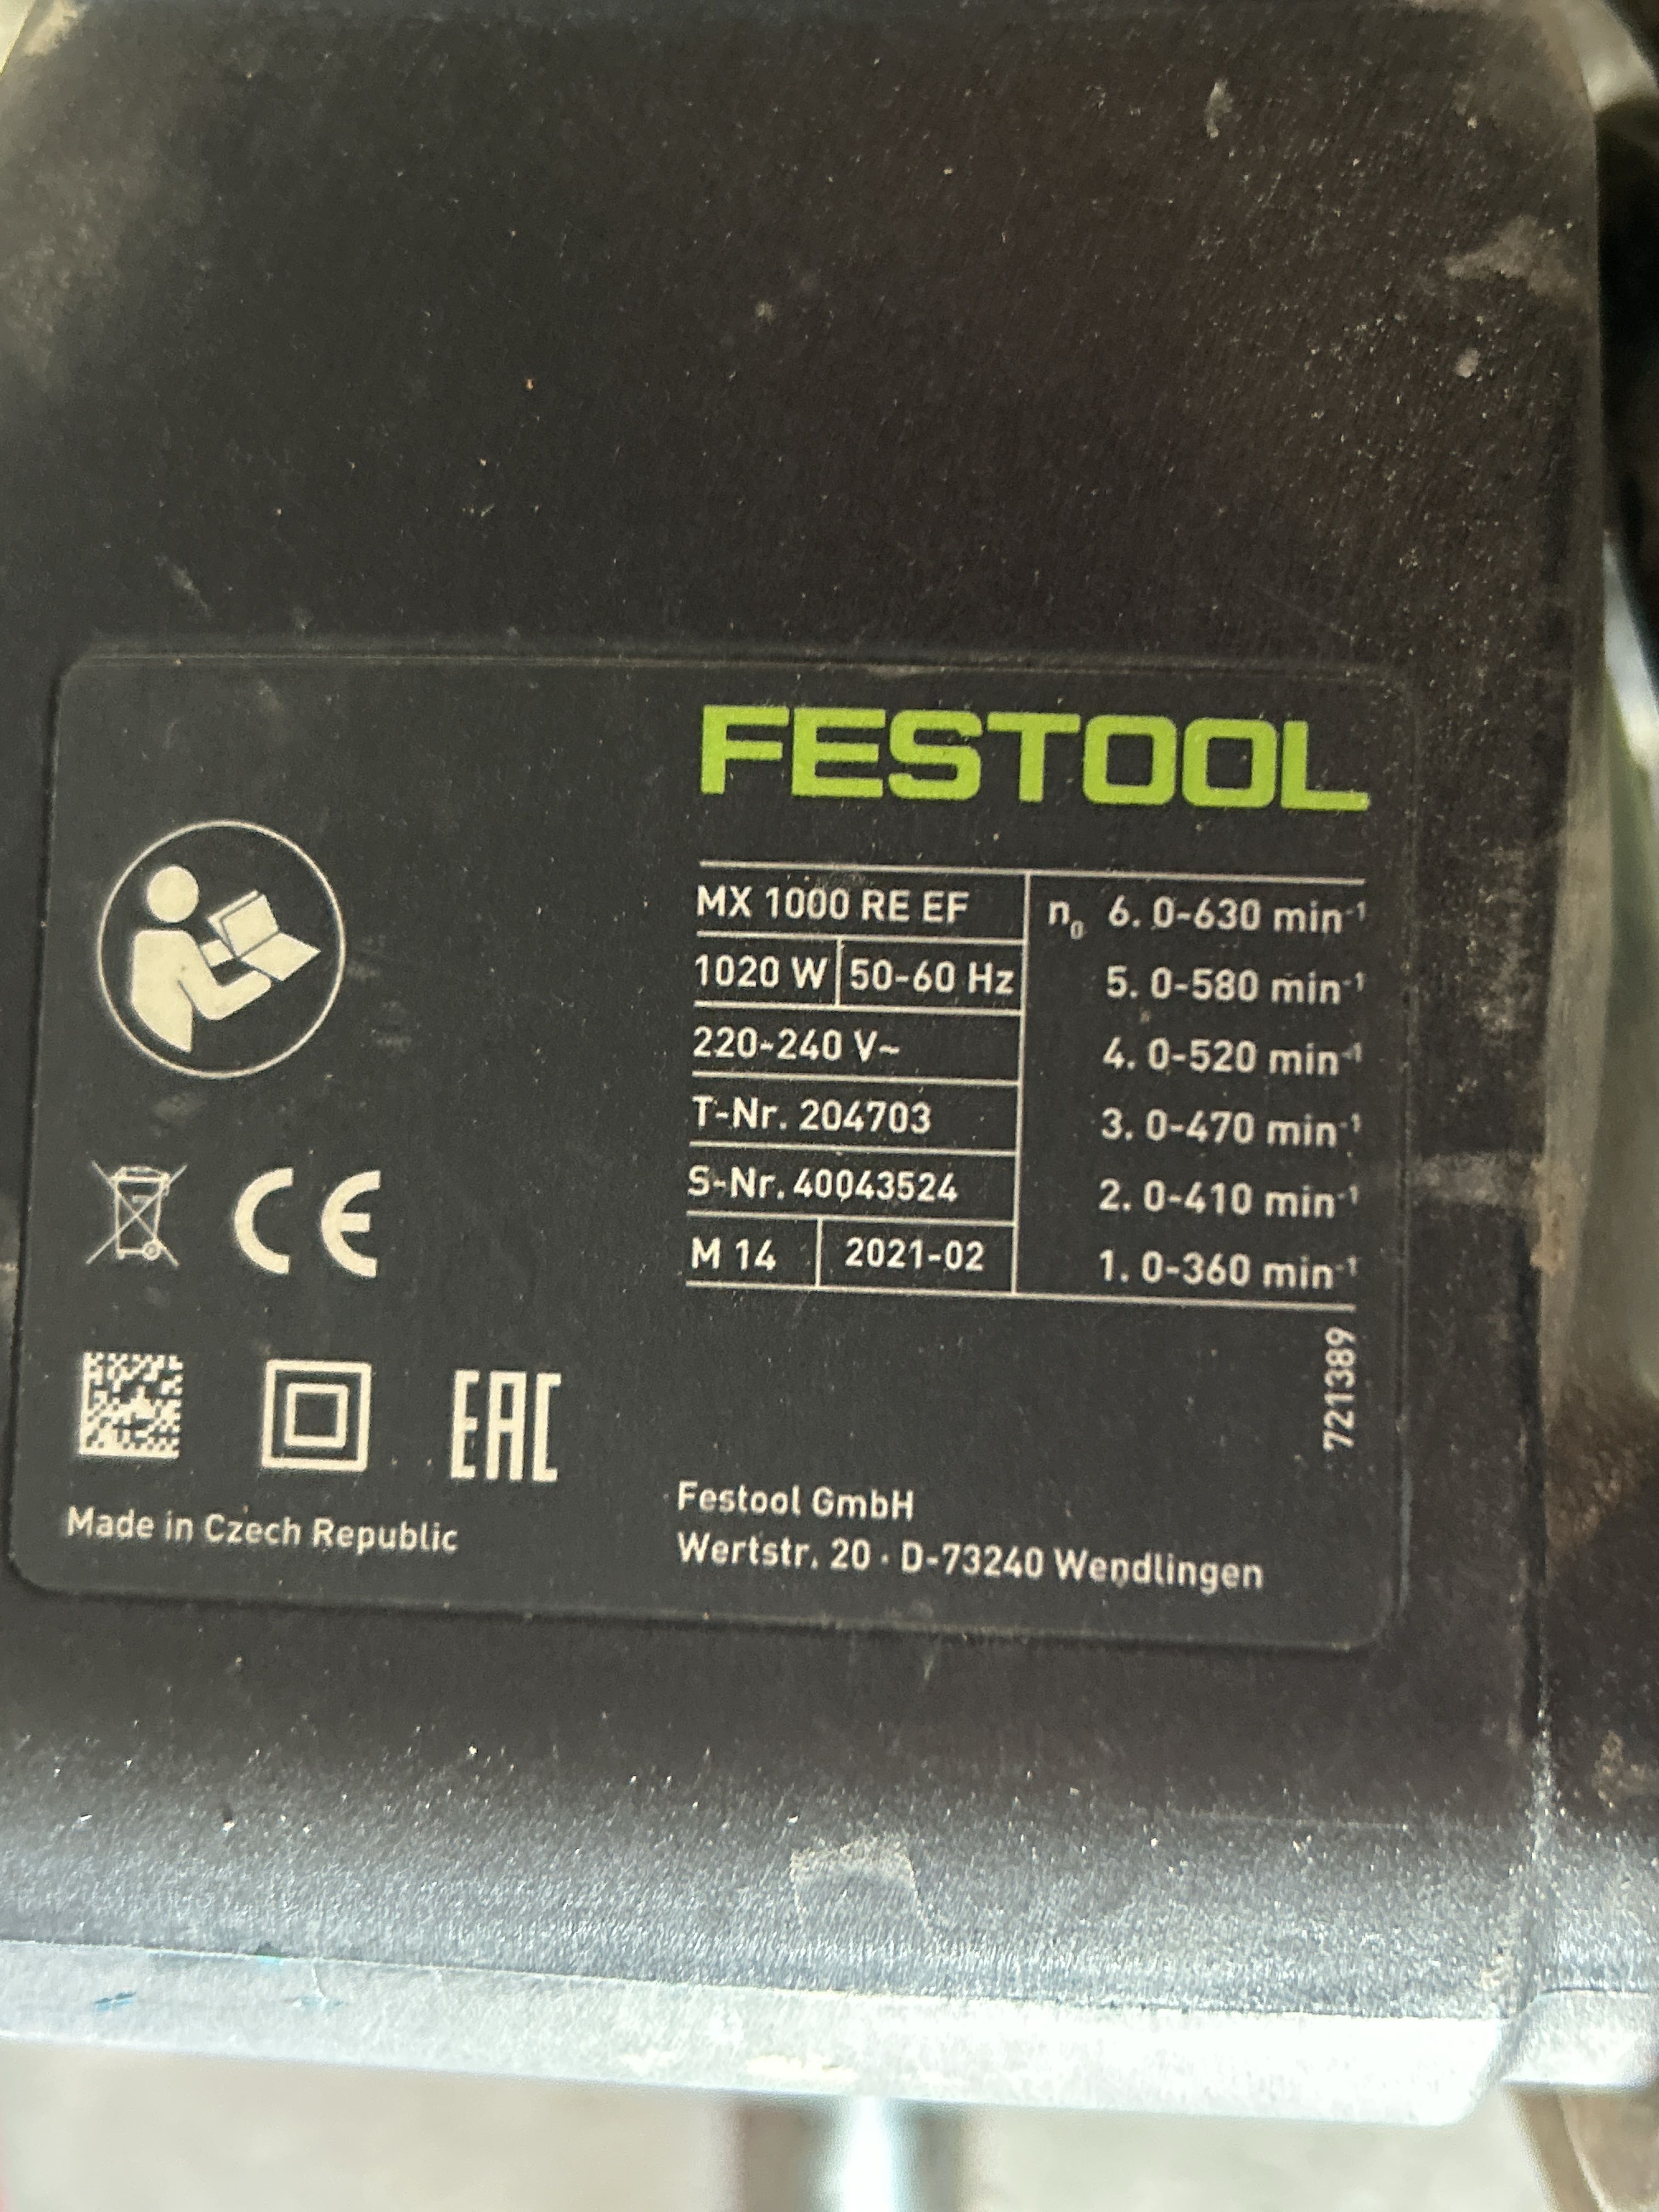 FESTOOL
MX 1000 RE EF
1020 W 50-60 Hz
220-240 V~
T-Nr. 204703
S-Nr. 40043524
M 14 2021-02
n₀ 6. 0-630 min⁻¹
5. 0-580 min⁻¹
4. 0-520 min⁻¹
3. 0-470 min⁻¹
2. 0-410 min⁻¹
1. 0-360 min⁻¹
721389
CE
EAC
Made in Czech Republic
Festool GmbH
Wertstr. 20 · D-73240 Wendlingen